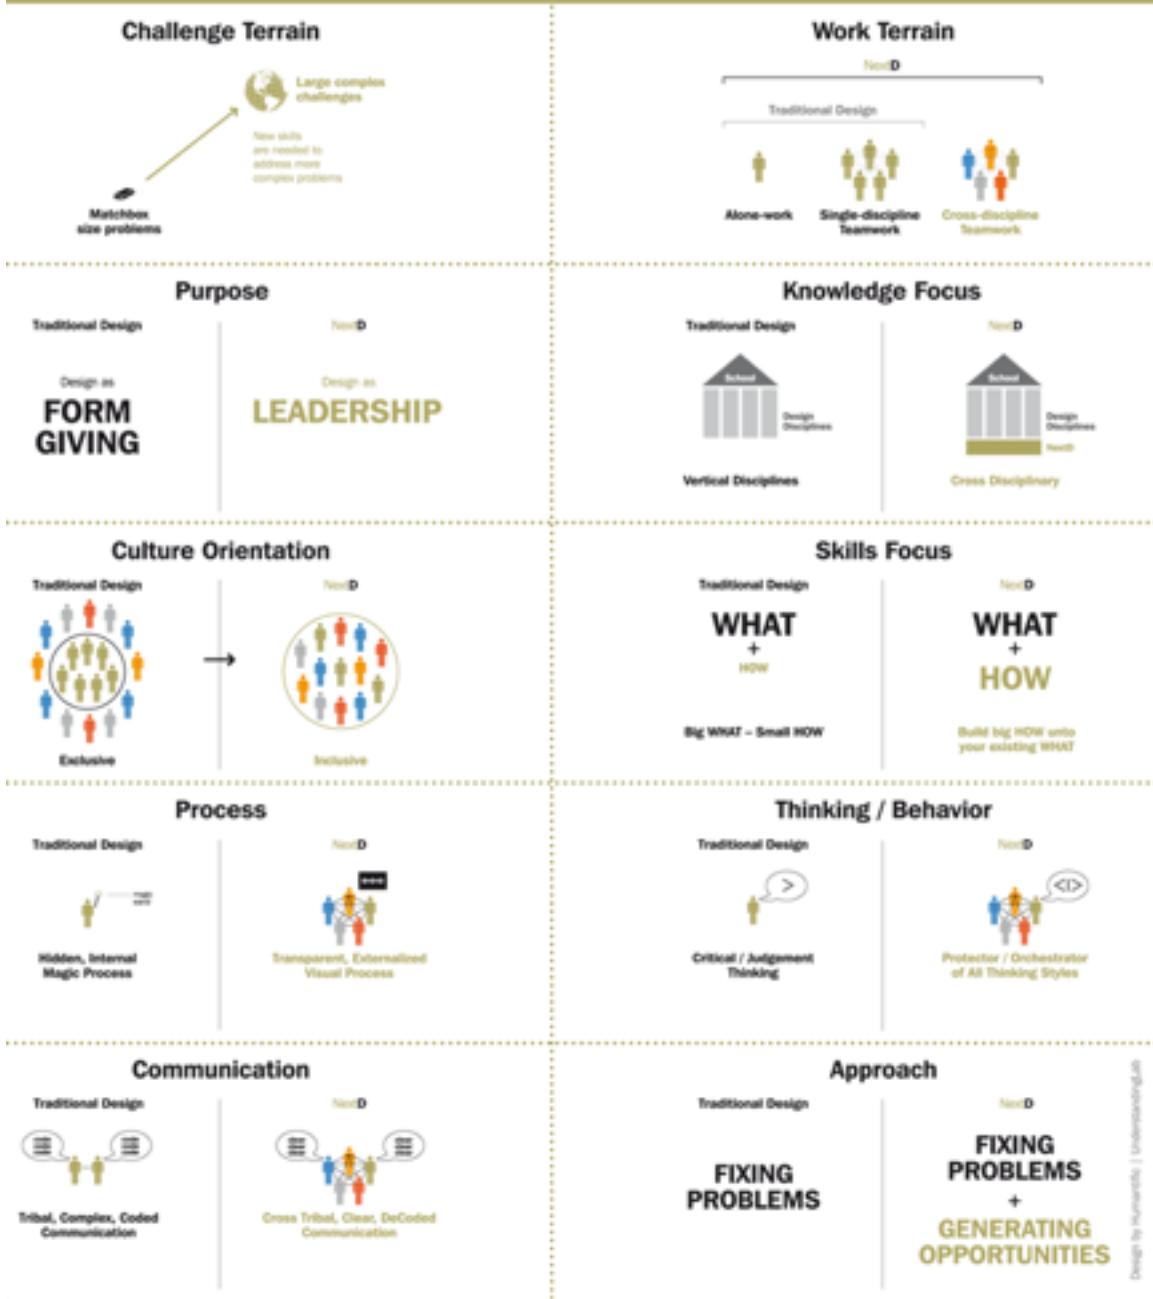 Challenge Terrain
Large complex
challenges
New skills
are needed to
address more
complex problems
Matchbox
size problems
Work Terrain
NextD
Traditional Design
Alone-work
Single-discipline
Teamwork
Cross-discipline
Teamwork
Purpose
Traditional Design
NextD
Design as
FORM
GIVING
Design as
LEADERSHIP
Knowledge Focus
Traditional Design
NextD
School
Design
Disciplines
Vertical Disciplines
School
Design
Disciplines
NextD
Cross Disciplinary
Culture Orientation
Traditional Design
NextD
Exclusive
Inclusive
Skills Focus
Traditional Design
NextD
WHAT
+
HOW
Big WHAT – Small HOW
WHAT
+
HOW
Build big HOW unto
your existing WHAT
Process
Traditional Design
NextD
Hidden, Internal
Magic Process
Transparent, Externalized
Visual Process
Thinking / Behavior
Traditional Design
NextD
>
Critical / Judgement
Thinking
<I>
Protector / Orchestrator
of All Thinking Styles
Communication
Traditional Design
NextD
Tribal, Complex, Coded
Communication
Cross Tribal, Clear, DeCoded
Communication
Approach
Traditional Design
NextD
FIXING
PROBLEMS
FIXING
PROBLEMS
+
GENERATING
OPPORTUNITIES
Design by Humantific | UnderstandingLab